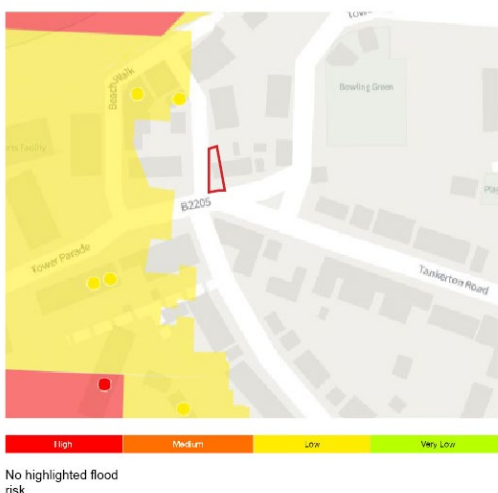 Beach Walk
Bowling Green
B2205
Tower Parade
Tankerton Road
High Medium Low Very Low
No highlighted flood
risk